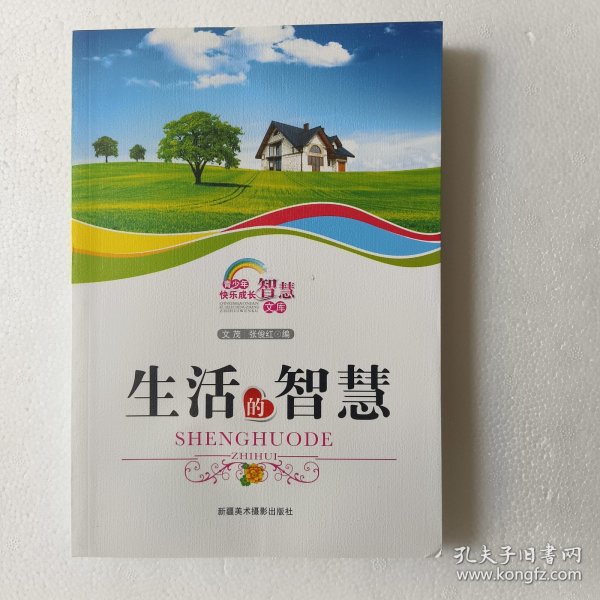 青少年
快乐成长
智慧
文库
文茂 张俊红·编
生活的智慧
SHENGHUODE
ZHIHUI
新疆美术摄影出版社
孔夫子旧书网
www.kongfz.com